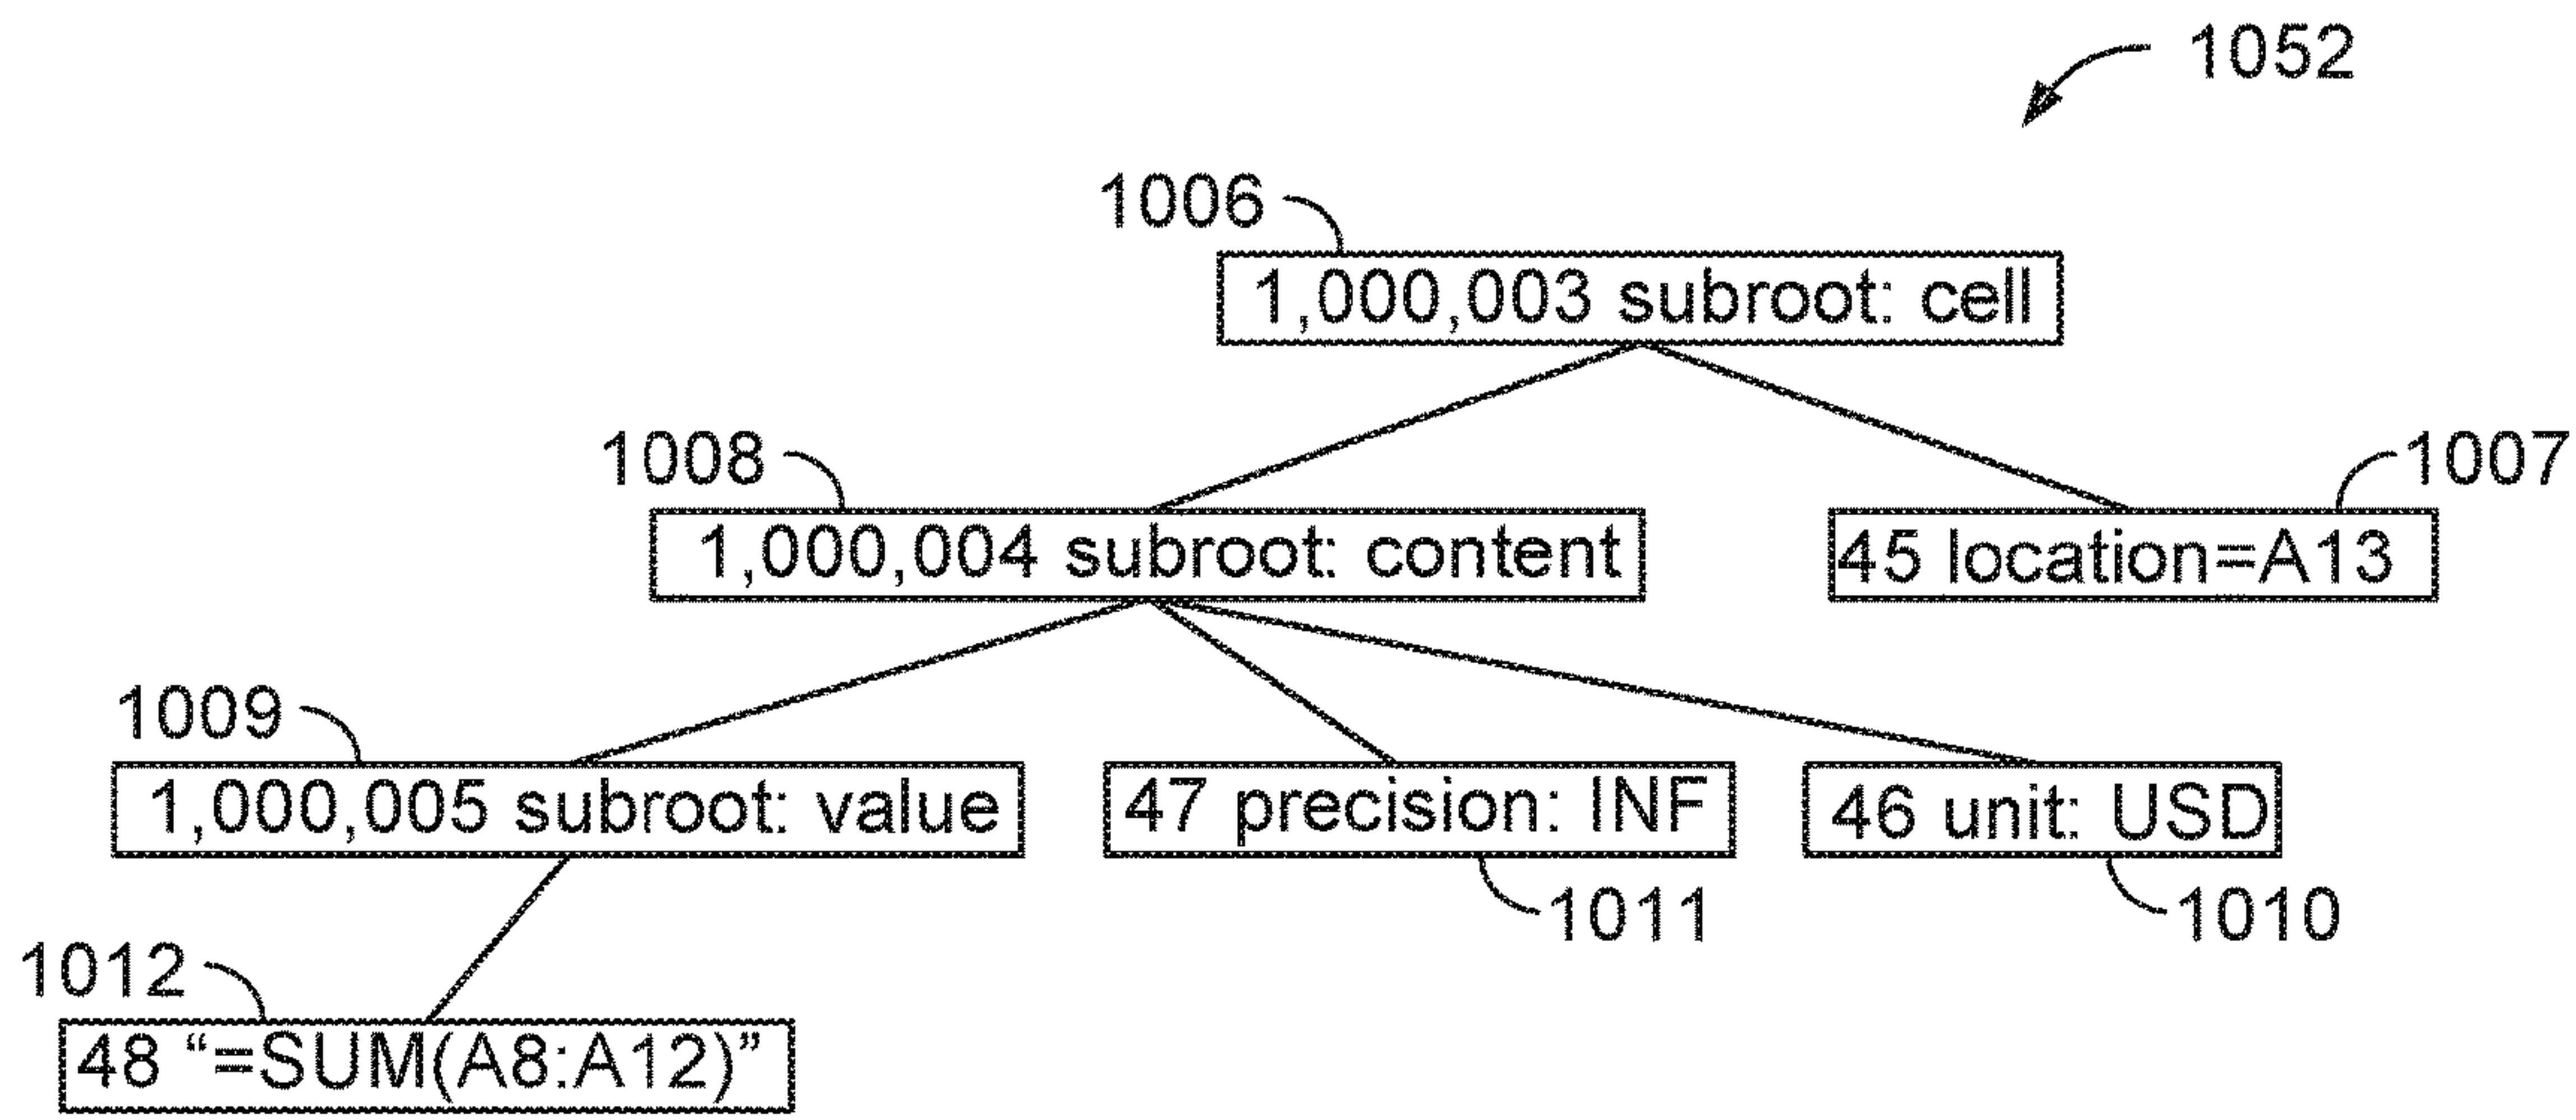 1052
1006
1,000,003 subroot: cell
1008
1007
1,000,004 subroot: content
45 location=A13
1009
1,000,005 subroot: value
47 precision: INF
46 unit: USD
1011
1010
1012
48 “=SUM(A8:A12)”